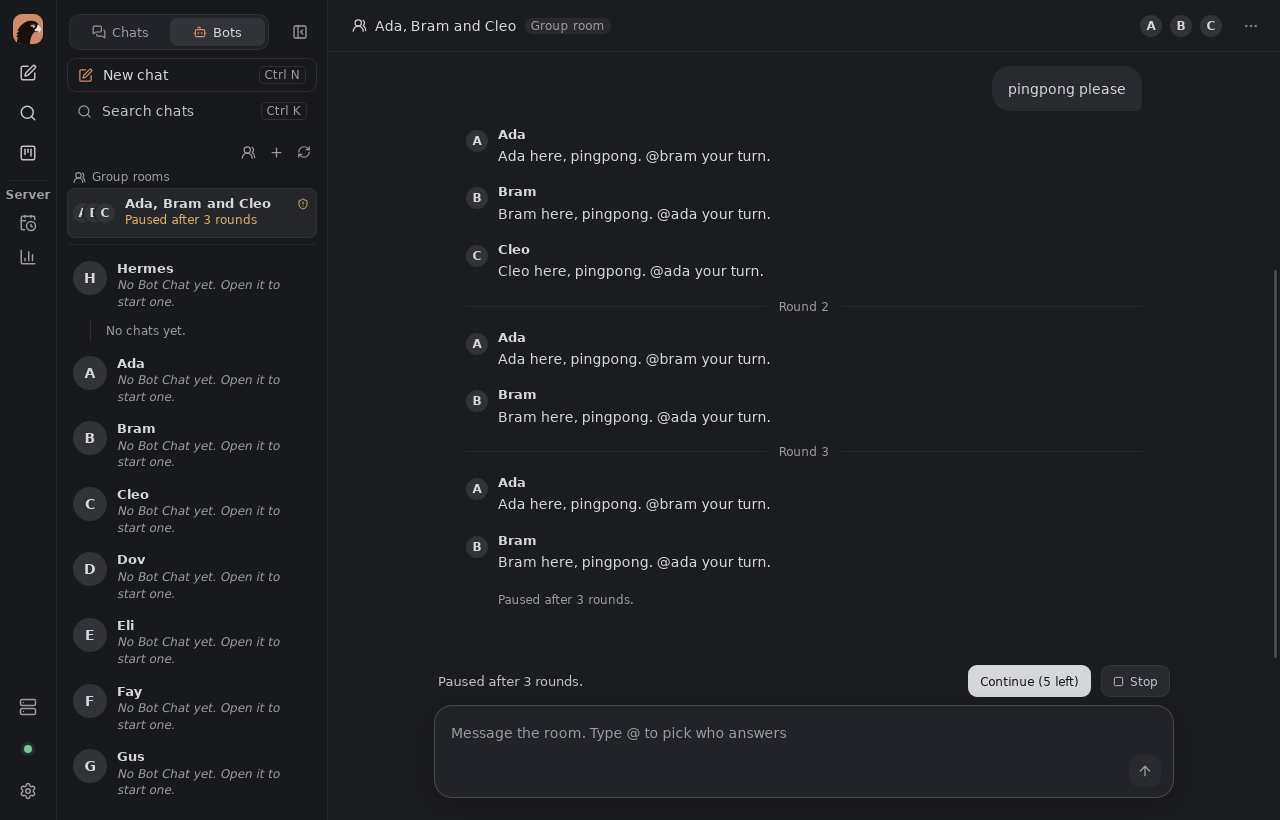 Chats
Bots
New chat
Ctrl N
Search chats
Ctrl K
Server
Group rooms
C
Ada, Bram and Cleo
Paused after 3 rounds
H
Hermes
No Bot Chat yet. Open it to
start one.
No chats yet.
A
Ada
No Bot Chat yet. Open it to
start one.
B
Bram
No Bot Chat yet. Open it to
start one.
C
Cleo
No Bot Chat yet. Open it to
start one.
D
Dov
No Bot Chat yet. Open it to
start one.
E
Eli
No Bot Chat yet. Open it to
start one.
F
Fay
No Bot Chat yet. Open it to
start one.
G
Gus
No Bot Chat yet. Open it to
start one.
Ada, Bram and Cleo
Group room
A B C
pingpong please
A
Ada
Ada here, pingpong. @bram your turn.
B
Bram
Bram here, pingpong. @ada your turn.
C
Cleo
Cleo here, pingpong. @ada your turn.
Round 2
A
Ada
Ada here, pingpong. @bram your turn.
B
Bram
Bram here, pingpong. @ada your turn.
Round 3
A
Ada
Ada here, pingpong. @bram your turn.
B
Bram
Bram here, pingpong. @ada your turn.
Paused after 3 rounds.
Paused after 3 rounds.
Continue (5 left)
Stop
Message the room. Type @ to pick who answers